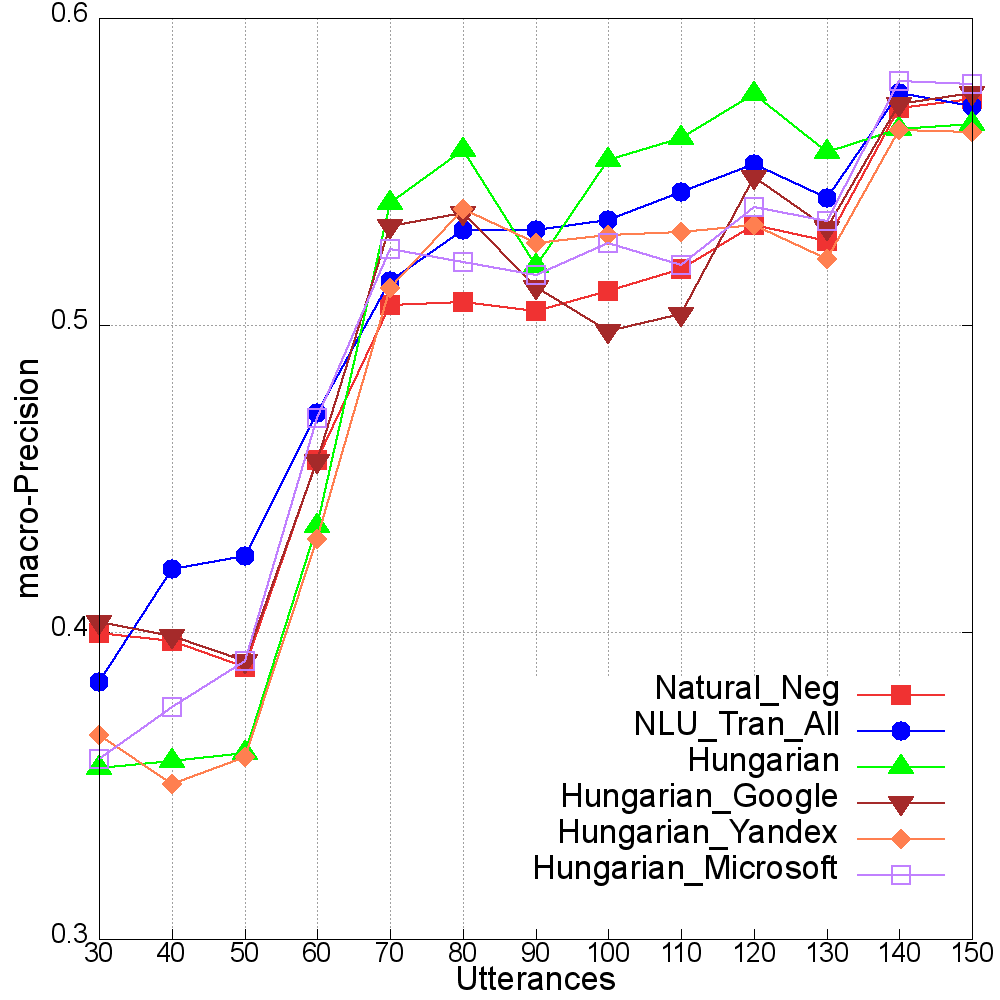 0.6
0.5
0.4
0.3
macro-Precision
Natural_Neg
NLU_Tran_All
Hungarian
Hungarian_Google
Hungarian_Yandex
Hungarian_Microsoft
30 40 50 60 70 80 90 100 110 120 130 140 150
Utterances